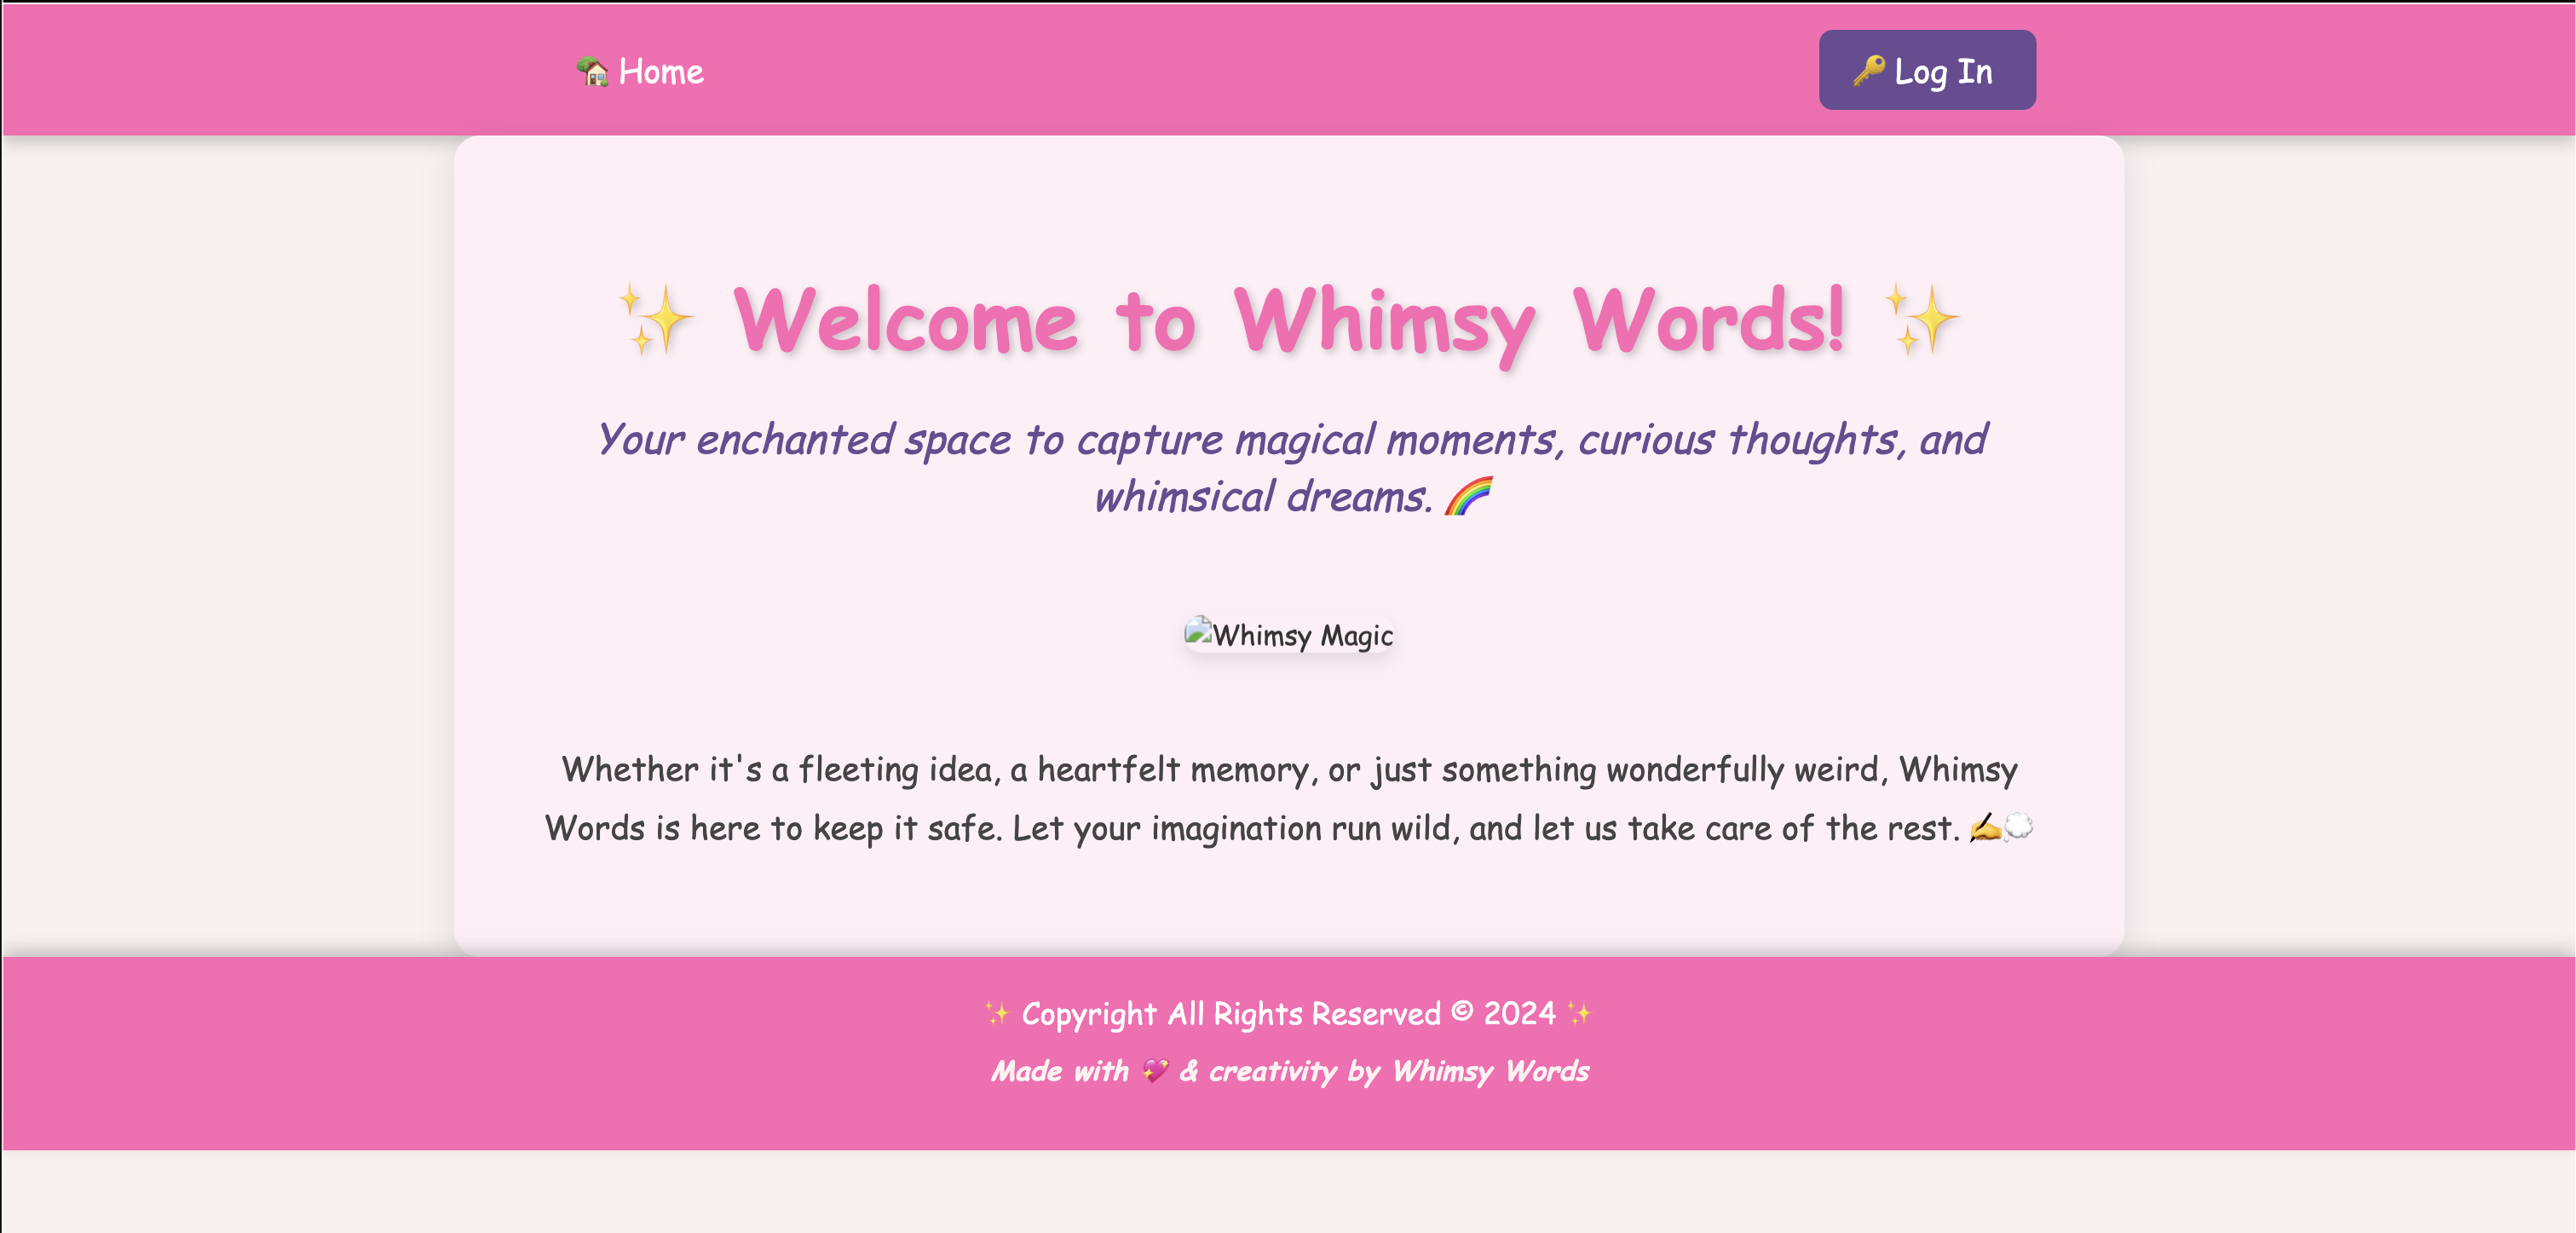 🏡 Home
🔑 Log In
✨ Welcome to Whimsy Words! ✨
Your enchanted space to capture magical moments, curious thoughts, and
whimsical dreams. 🌈
Whimsy Magic
Whether it's a fleeting idea, a heartfelt memory, or just something wonderfully weird, Whimsy
Words is here to keep it safe. Let your imagination run wild, and let us take care of the rest. ✍️💭
✨ Copyright All Rights Reserved © 2024 ✨
Made with 💖 & creativity by Whimsy Words